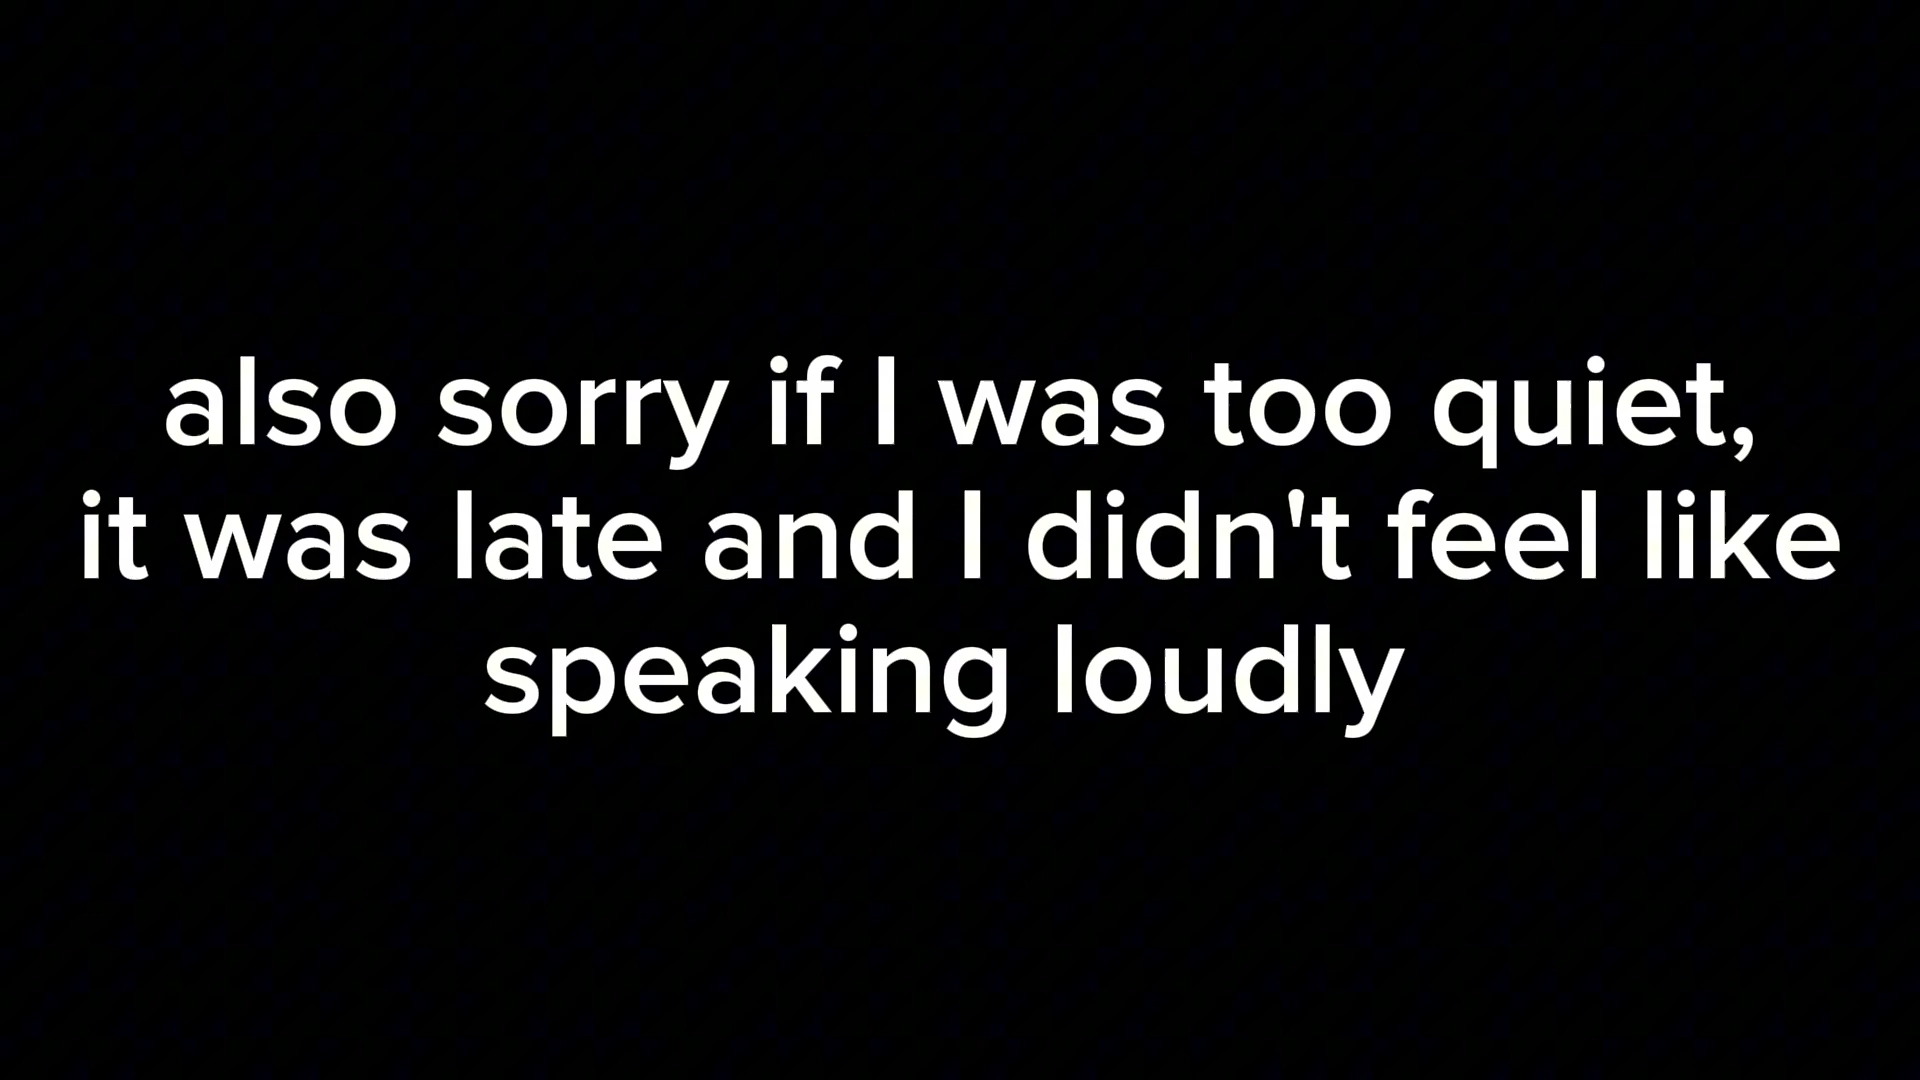 also sorry if I was too quiet,
it was late and I didn't feel like
speaking loudly